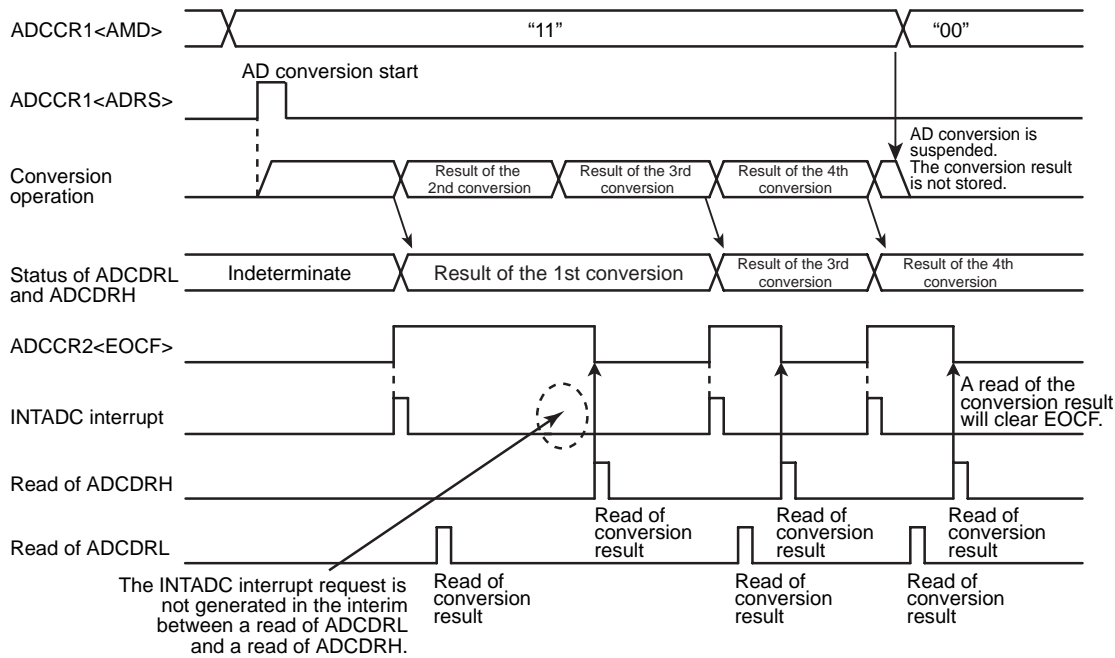 ADCCR1<AMD>
"11"
"00"
AD conversion start
ADCCR1<ADRS>
AD conversion is
suspended.
The conversion result
is not stored.
Conversion
operation
Result of the
2nd conversion
Result of the 3rd
conversion
Result of the 4th
conversion
Status of ADCDRL
and ADCDRH
Indeterminate
Result of the 1st conversion
Result of the 3rd
conversion
Result of the 4th
conversion
ADCCR2<EOCF>
A read of the
conversion result
will clear EOCF.
INTADC interrupt
Read of ADCDRH
Read of
conversion
result
Read of
conversion
result
Read of
conversion
result
Read of ADCDRL
The INTADC interrupt request is
not generated in the interim
between a read of ADCDRL
and a read of ADCDRH.
Read of
conversion
result
Read of
conversion
result
Read of
conversion
result